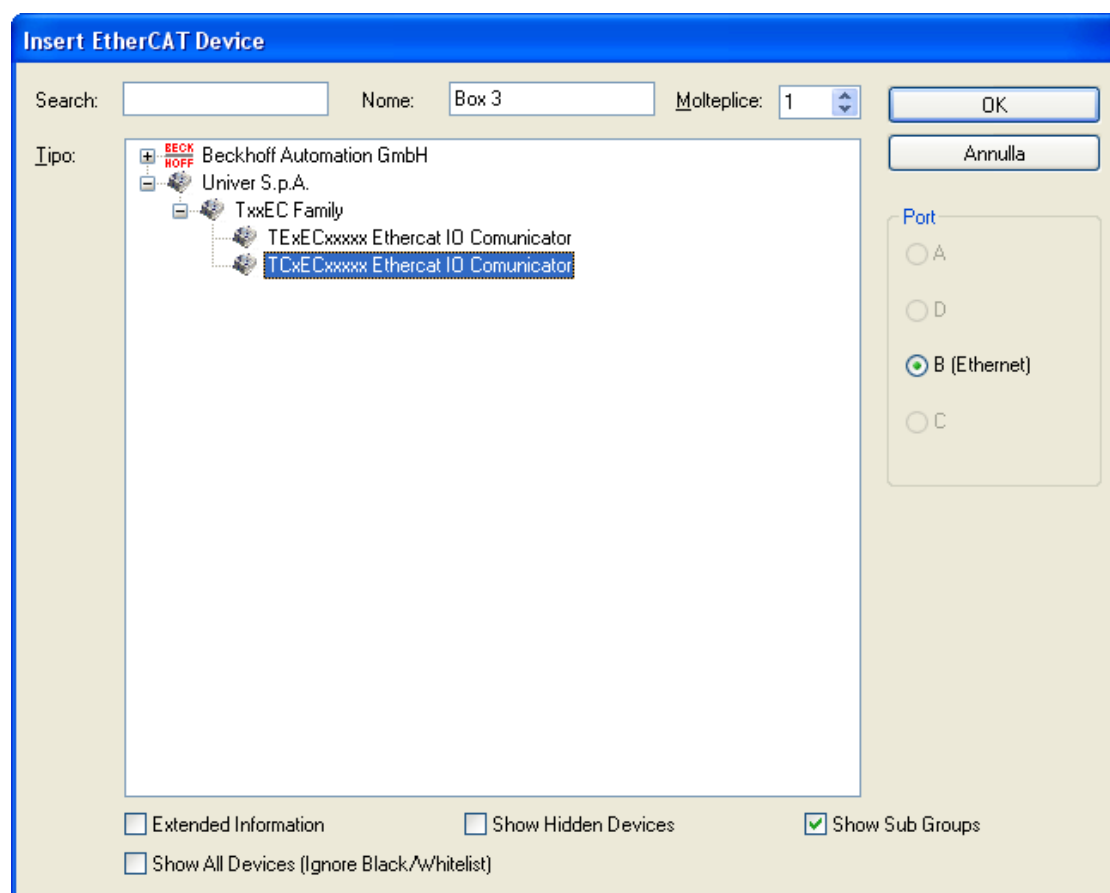 Insert EtherCAT Device
Search:
Nome: Box 3
Molteplice: 1
OK
Tipo:
BECK
HOFF Beckhoff Automation GmbH
Annulla
Univer S.p.A.
TxxEC Family
TExECxxxxx Ethercat IO Comunicator
TCxECxxxxx Ethercat IO Comunicator
Port
A
D
B (Ethernet)
C
Extended Information
Show Hidden Devices
Show Sub Groups
Show All Devices (Ignore Black/Whitelist)